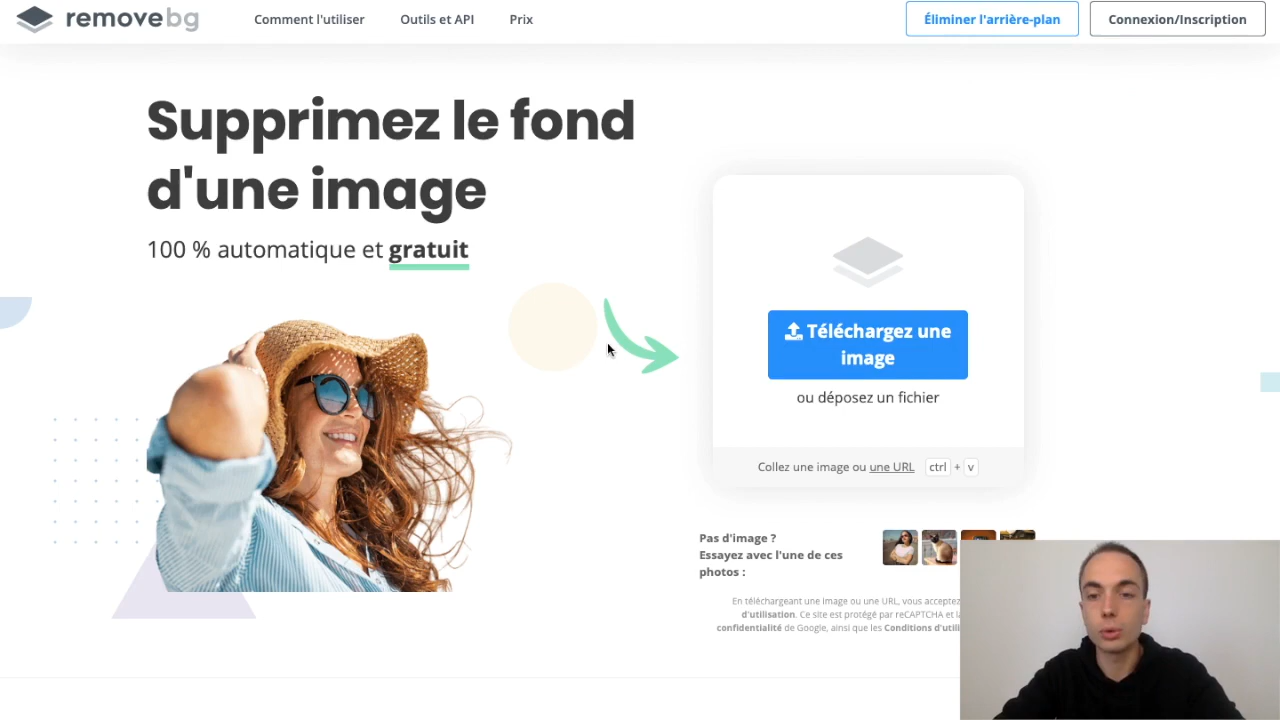 removebg
Comment l'utiliser
Outils et API
Prix
Éliminer l'arrière-plan
Connexion/Inscription
Supprimez le fond
d'une image
100 % automatique et gratuit
Téléchargez une
image
ou déposez un fichier
Collez une image ou une URL ctrl + v
Pas d'image ?
Essayez avec l'une de ces
photos :
En téléchargeant une image ou une URL, vous acceptez
d'utilisation. Ce site est protégé par reCAPTCHA et
confidentialité de Google, ainsi que les Conditions